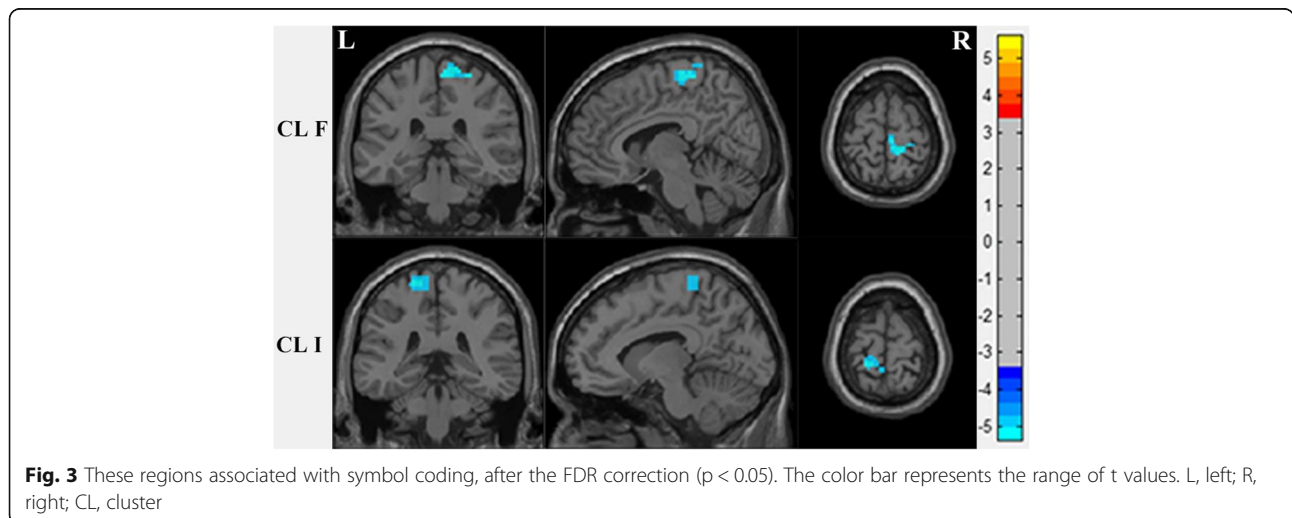 L
R
CL F
CL I
5
4
3
2
1
0
-1
-2
-3
-4
-5
Fig. 3 These regions associated with symbol coding, after the FDR correction (p < 0.05). The color bar represents the range of t values. L, left; R,
right; CL, cluster